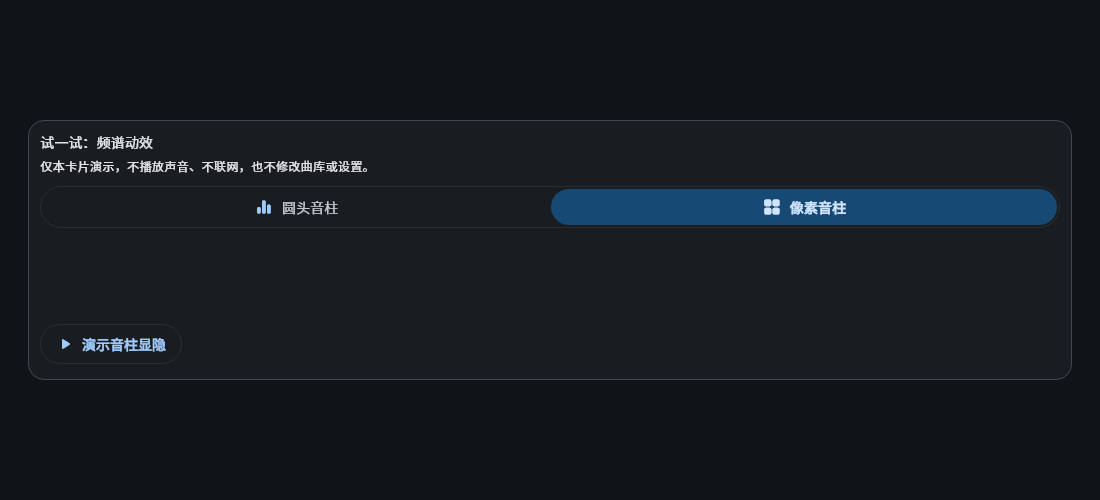 试一试：频谱动效
仅本卡片演示，不播放声音、不联网，也不修改曲库或设置。
圆头音柱
像素音柱
演示音柱显隐